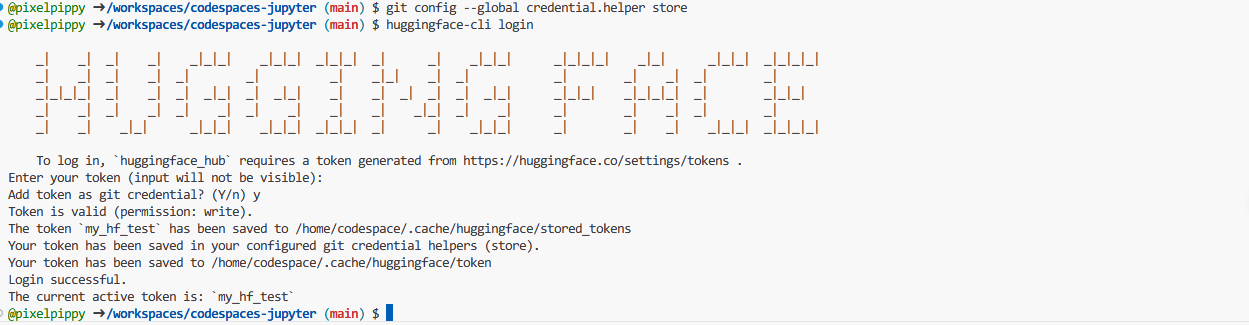 @pixelpippy ➜/workspaces/codespaces-jupyter (main) $ git config --global credential.helper store
@pixelpippy ➜/workspaces/codespaces-jupyter (main) $ huggingface-cli login
HUGGING FACE
To log in, `huggingface_hub` requires a token generated from https://huggingface.co/settings/tokens .
Enter your token (input will not be visible):
Add token as git credential? (Y/n) y
Token is valid (permission: write).
The token `my_hf_test` has been saved to /home/codespace/.cache/huggingface/stored_tokens
Your token has been saved in your configured git credential helpers (store).
Your token has been saved to /home/codespace/.cache/huggingface/token
Login successful.
The current active token is: `my_hf_test`
@pixelpippy ➜/workspaces/codespaces-jupyter (main) $